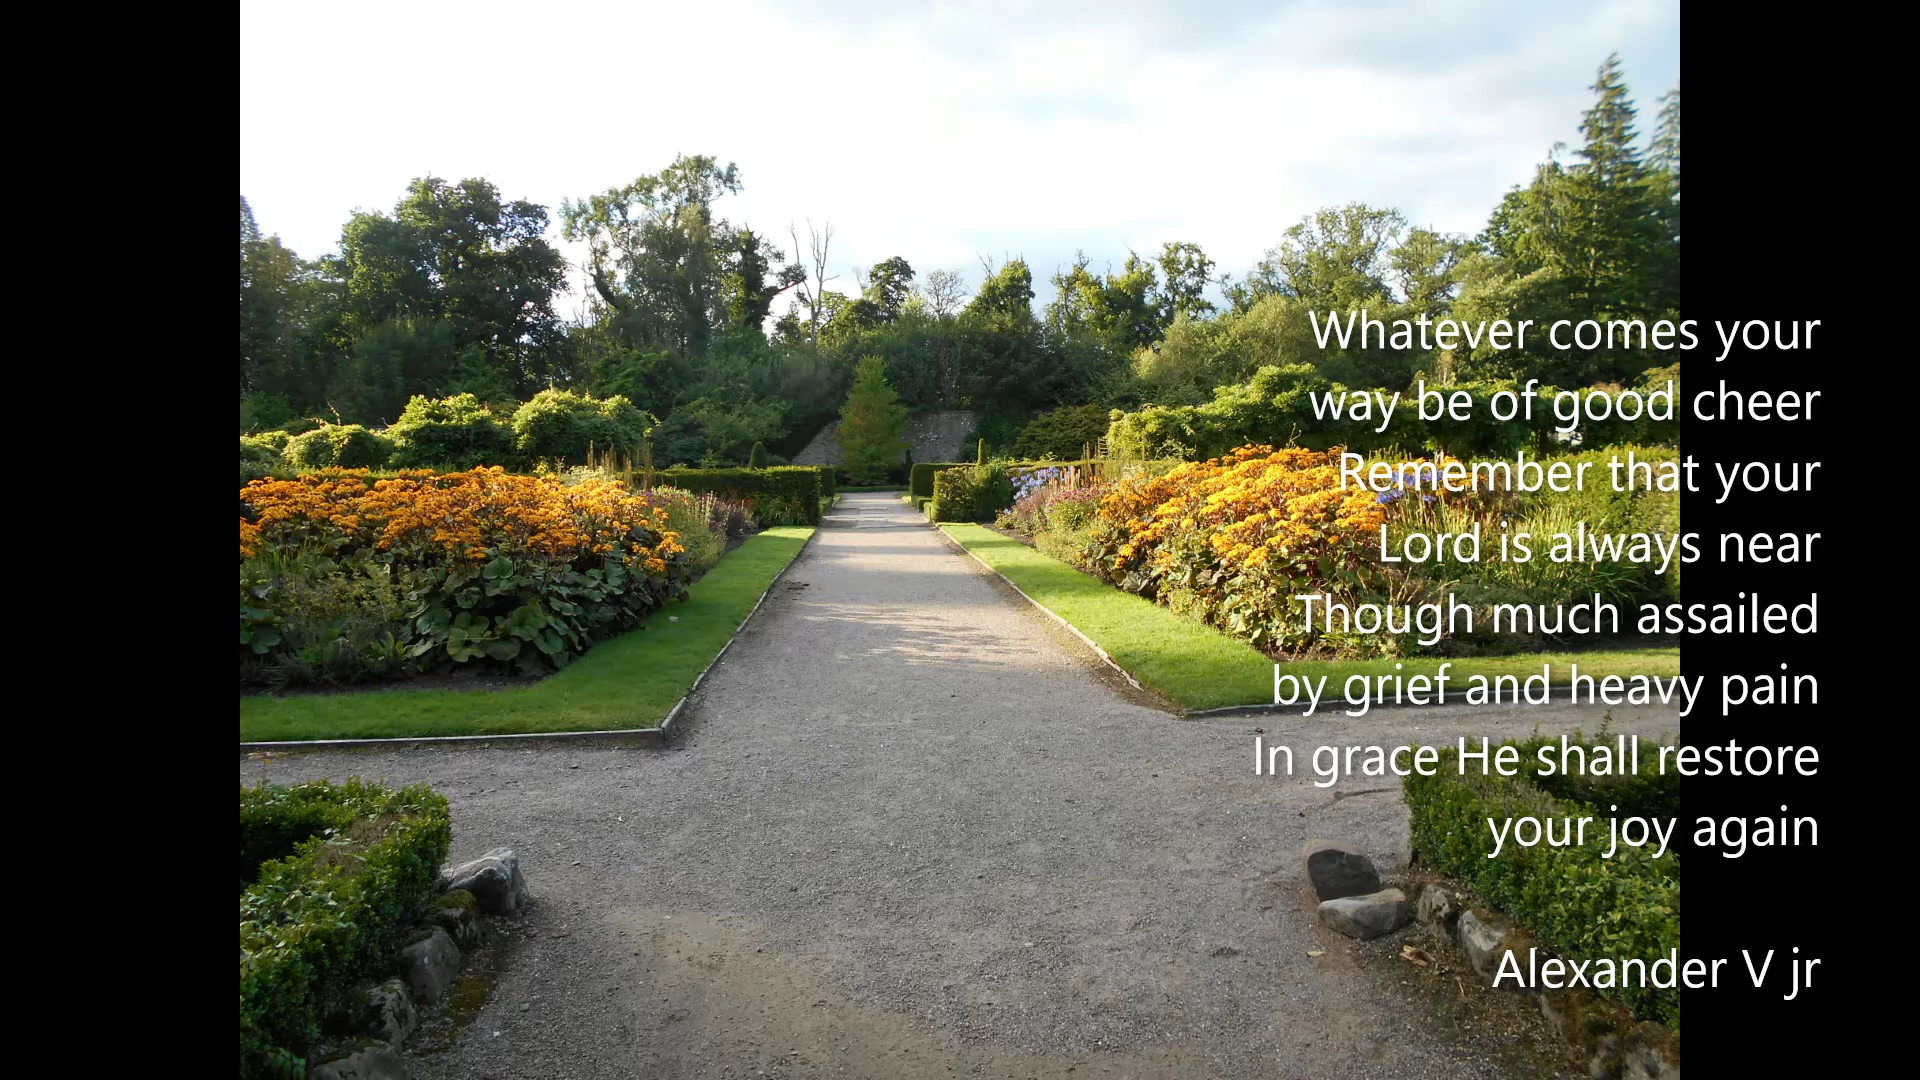 Whatever comes your
way be of good cheer
Remember that your
Lord is always near
Though much assailed
by grief and heavy pain
In grace He shall restore
your joy again
Alexander V jr